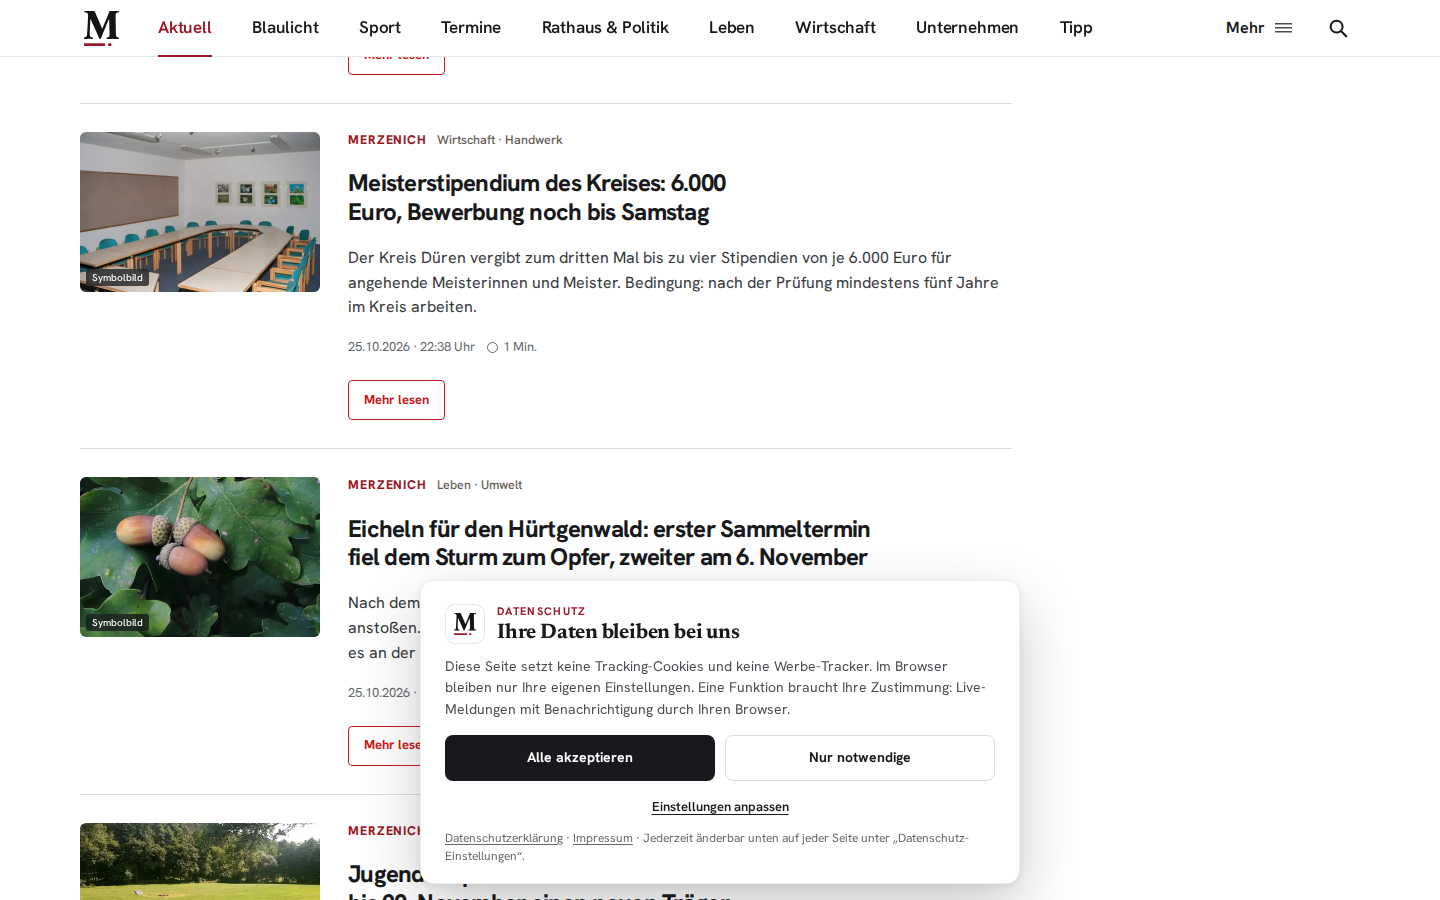 M
Aktuell Blaulicht Sport Termine Rathaus & Politik Leben Wirtschaft Unternehmen Tipp Mehr
Mehr lesen
MERZENICH Wirtschaft · Handwerk
Meisterstipendium des Kreises: 6.000
Euro, Bewerbung noch bis Samstag
Der Kreis Düren vergibt zum dritten Mal bis zu vier Stipendien von je 6.000 Euro für
angehende Meisterinnen und Meister. Bedingung: nach der Prüfung mindestens fünf Jahre
im Kreis arbeiten.
25.10.2026 · 22:38 Uhr 1 Min.
Mehr lesen
Symbolbild
MERZENICH Leben · Umwelt
Eicheln für den Hürtgenwald: erster Sammeltermin
fiel dem Sturm zum Opfer, zweiter am 6. November
Nach dem
anstoßen.
es an der
25.10.2026 ·
Mehr lese
Symbolbild
MERZENICH
Jugend
M
DATENSCHUTZ
Ihre Daten bleiben bei uns
Diese Seite setzt keine Tracking-Cookies und keine Werbe-Tracker. Im Browser
bleiben nur Ihre eigenen Einstellungen. Eine Funktion braucht Ihre Zustimmung: Live-
Meldungen mit Benachrichtigung durch Ihren Browser.
Alle akzeptieren
Nur notwendige
Einstellungen anpassen
Datenschutzerklärung · Impressum · Jederzeit änderbar unten auf jeder Seite unter „Datenschutz-
Einstellungen“.